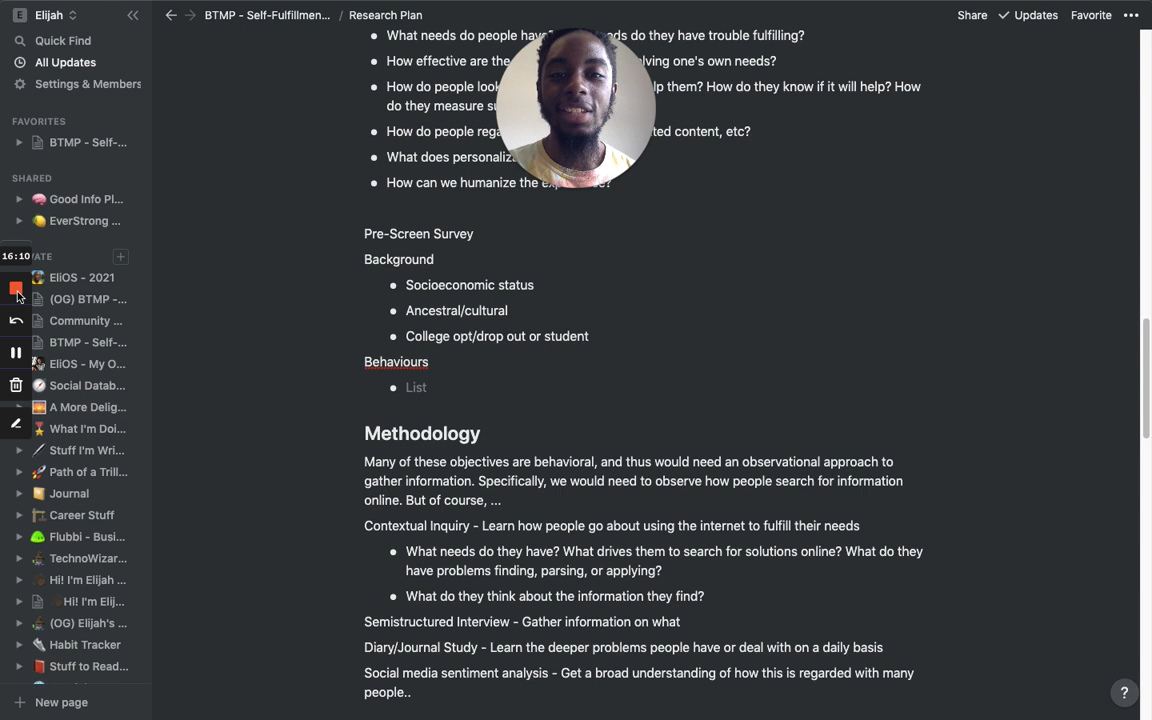 E Elijah
BTMP - Self-Fulfillmen... / Research Plan
Share Updates Favorite
Quick Find
All Updates
Settings & Members
FAVORITES
BTMP - Self-...
SHARED
Good Info Pl...
EverStrong ...
16:10
ATE
EliOS - 2021
(OG) BTMP -...
Community ...
BTMP - Self-...
EliOS - My O...
Social Datab...
A More Delig...
What I'm Doi...
Stuff I'm Wri...
Path of a Trill...
Journal
Career Stuff
Flubbi - Busi...
TechnoWizar...
Hi! I'm Elijah ...
Hi! I'm Elij...
(OG) Elijah's ...
Habit Tracker
Stuff to Read...
New page
What needs do people have do they have trouble fulfilling?
How effective are the one's own needs?
How do people look them? How do they know if it will help? How
do they measure
How do people content, etc?
What does
How can we humanize the
Pre-Screen Survey
Background
Socioeconomic status
Ancestral/cultural
College opt/drop out or student
Behaviours
List
Methodology
Many of these objectives are behavioral, and thus would need an observational approach to
gather information. Specifically, we would need to observe how people search for information
online. But of course, ...
Contextual Inquiry - Learn how people go about using the internet to fulfill their needs
What needs do they have? What drives them to search for solutions online? What do they
have problems finding, parsing, or applying?
What do they think about the information they find?
Semistructured Interview - Gather information on what
Diary/Journal Study - Learn the deeper problems people have or deal with on a daily basis
Social media sentiment analysis - Get a broad understanding of how this is regarded with many
people..
?